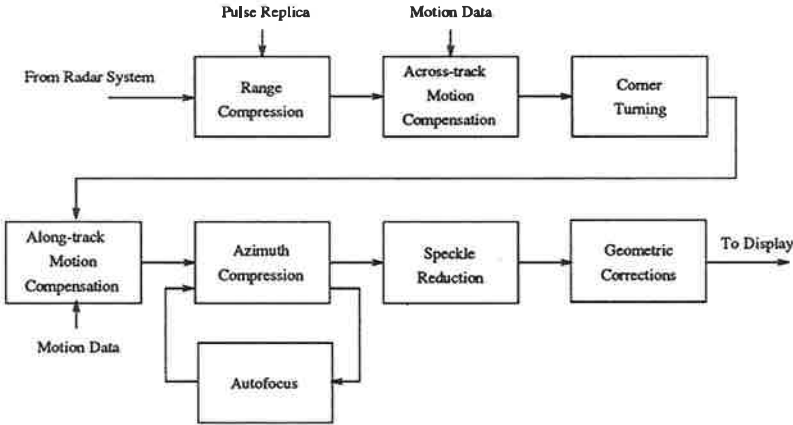 Pulse Replica
Motion Data
From Radar System
Range
Compression
Across-track
Motion
Compensation
Corner
Turning
Along-track
Motion
Compensation
Azimuth
Compression
Speckle
Reduction
Geometric
Corrections
To Display
Motion Data
Autofocus